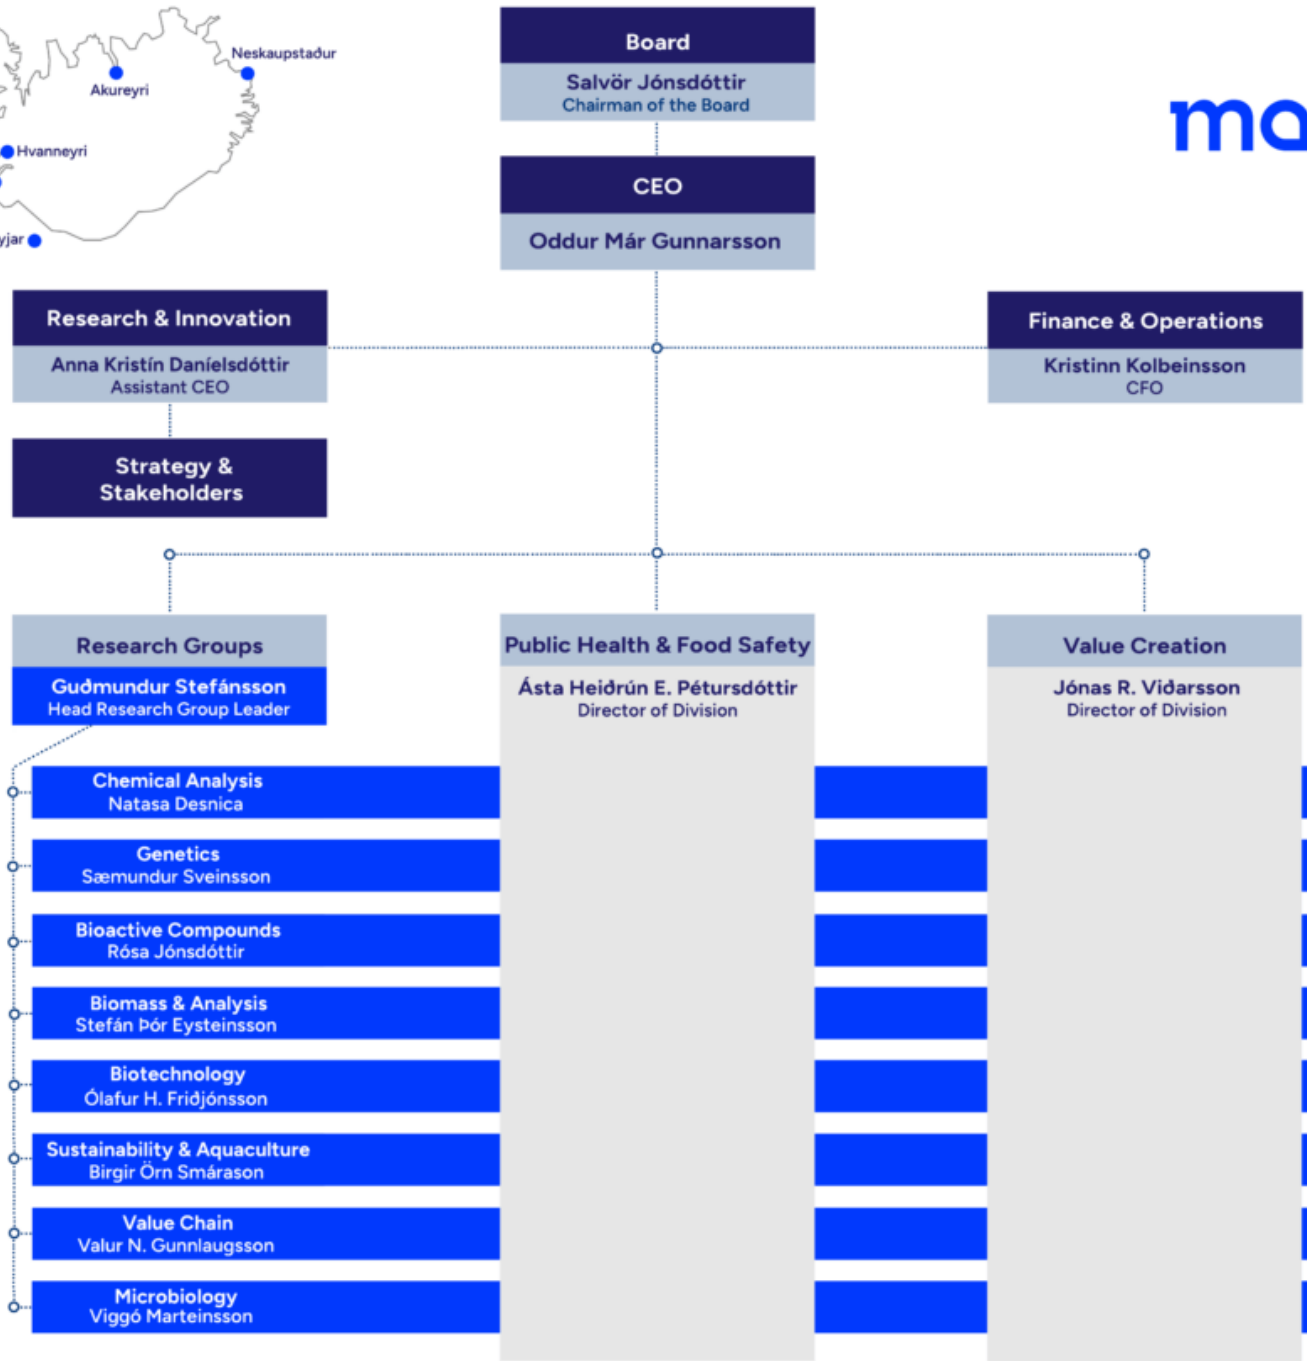 Neskaupstaður
Akureyri
Hvanneyri
Board
Salvör Jónsdóttir
Chairman of the Board
CEO
Oddur Már Gunnarsson
Research & Innovation
Anna Kristín Daníelsdóttir
Assistant CEO
Finance & Operations
Kristinn Kolbeinsson
CFO
Strategy &
Stakeholders
Research Groups
Guðmundur Stefánsson
Head Research Group Leader
Public Health & Food Safety
Ásta Heiðrún E. Pétursdóttir
Director of Division
Value Creation
Jónas R. Viðarsson
Director of Division
Chemical Analysis
Natasa Desnica
Genetics
Sæmundur Sveinsson
Bioactive Compounds
Rósa Jónsdóttir
Biomass & Analysis
Stefán Þór Eysteinsson
Biotechnology
Ólafur H. Friðjónsson
Sustainability & Aquaculture
Birgir Örn Smárason
Value Chain
Valur N. Gunnlaugsson
Microbiology
Viggó Marteinsson